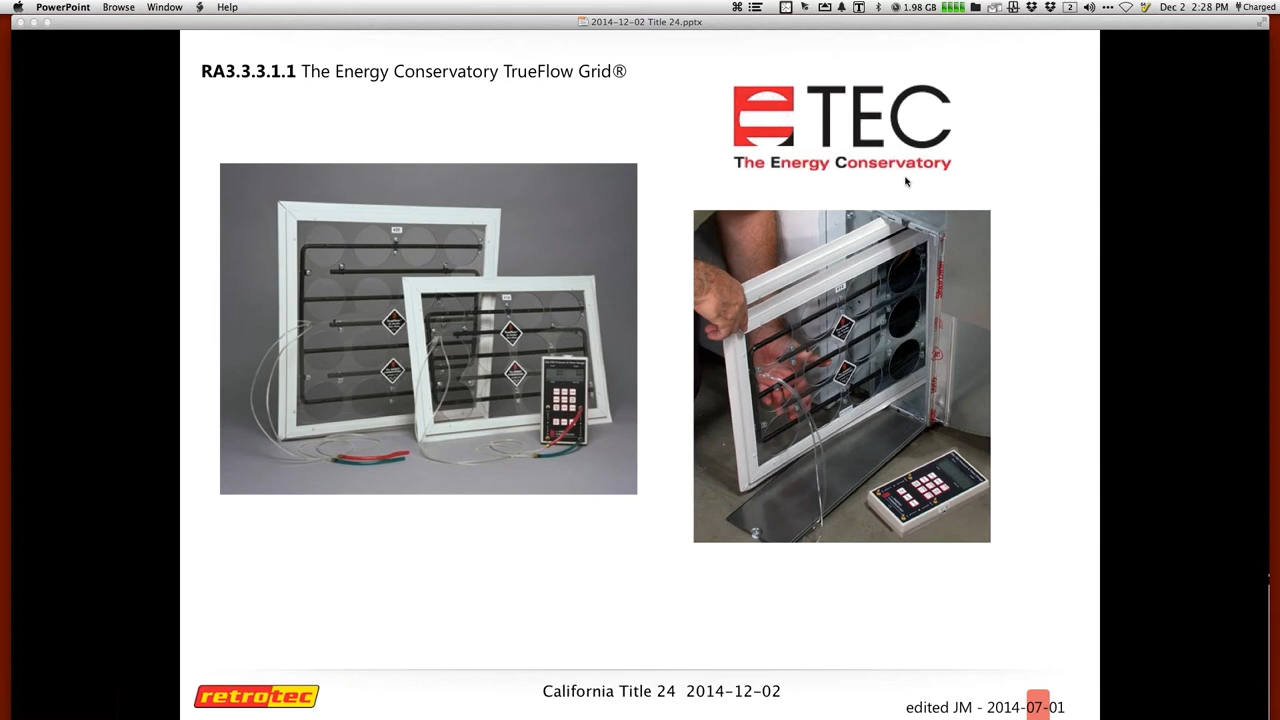 PowerPoint Browse Window Help 1.98 GB 2 Dec 2 2:28 PM Charged
2014-12-02 Title 24.pptx
RA3.3.3.1.1 The Energy Conservatory TrueFlow Grid®
TEC
The Energy Conservatory
retrotec
California Title 24 2014-12-02
edited JM - 2014-07-01